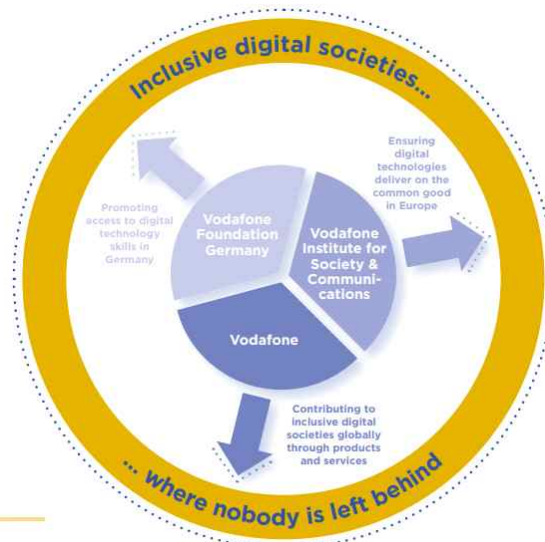 Inclusive digital societies...
Ensuring
digital
technologies
deliver on the
common good
in Europe
Promoting
access to digital
technology
skills in
Germany
Vodafone
Foundation
Germany
Vodafone
Institute for
Society &
Communi-
cations
Vodafone
Contributing to
inclusive digital
societies globally
through products
and services
... where nobody is left behind